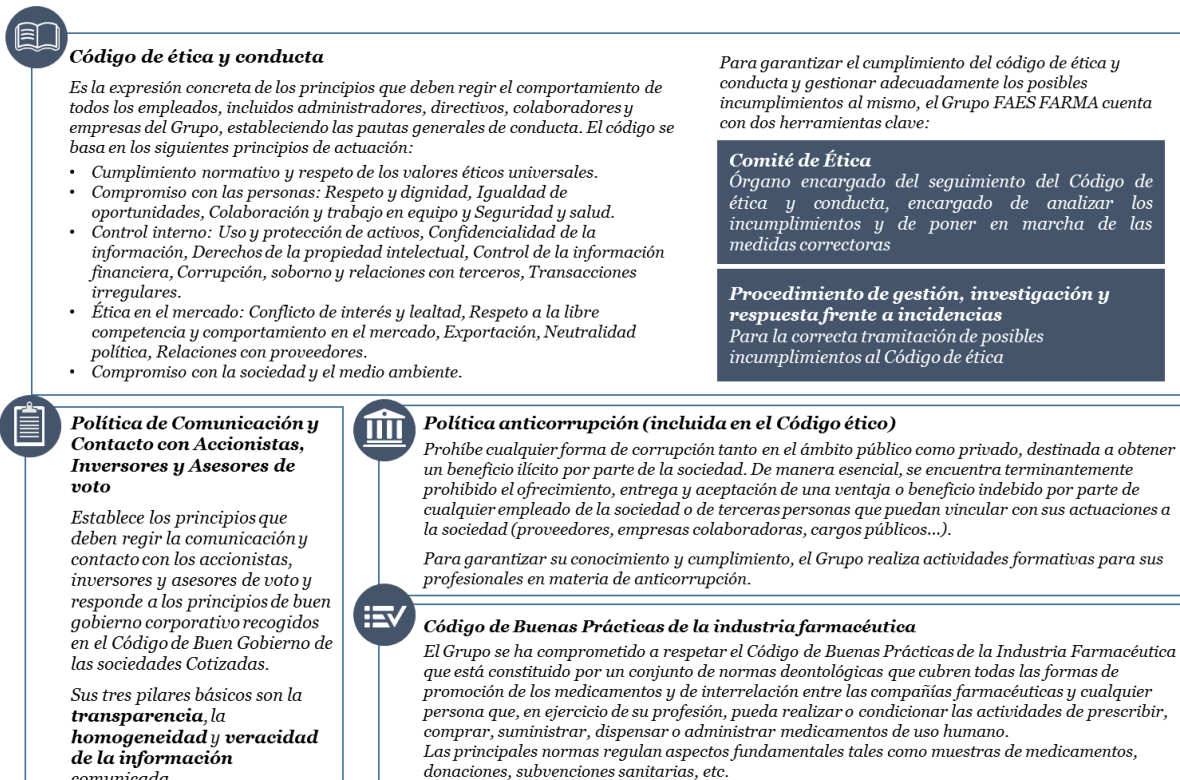 Código de ética y conducta
Es la expresión concreta de los principios que deben regir el comportamiento de
todos los empleados, incluidos administradores, directivos, colaboradores y
empresas del Grupo, estableciendo las pautas generales de conducta. El código se
basa en los siguientes principios de actuación:
• Cumplimiento normativo y respeto de los valores éticos universales.
• Compromiso con las personas: Respeto y dignidad, Igualdad de
oportunidades, Colaboración y trabajo en equipo y Seguridad y salud.
• Control interno: Uso y protección de activos, Confidencialidad de la
información, Derechos de la propiedad intelectual, Control de la información
financiera, Corrupción, soborno y relaciones con terceros, Transacciones
irregulares.
• Ética en el mercado: Conflicto de interés y lealtad, Respeto a la libre
competencia y comportamiento en el mercado, Exportación, Neutralidad
política, Relaciones con proveedores.
• Compromiso con la sociedad y el medio ambiente.
Para garantizar el cumplimiento del código de ética y
conducta y gestionar adecuadamente los posibles
incumplimientos al mismo, el Grupo FAES FARMA cuenta
con dos herramientas clave:
Comité de Ética
Órgano encargado del seguimiento del Código de
ética y conducta, encargado de analizar los
incumplimientos y de poner en marcha de las
medidas correctoras
Procedimiento de gestión, investigación y
respuesta frente a incidencias
Para la correcta tramitación de posibles
incumplimientos al Código de ética
Política de Comunicación y
Contacto con Accionistas,
Inversores y Asesores de
voto
Establece los principios que
deben regir la comunicación y
contacto con los accionistas,
inversores y asesores de voto y
responde a los principios de buen
gobierno corporativo recogidos
en el Código de Buen Gobierno de
las sociedades Cotizadas.
Sus tres pilares básicos son la
transparencia, la
homogeneidad y veracidad
de la información
comunicada
Política anticorrupción (incluida en el Código ético)
Prohíbe cualquier forma de corrupción tanto en el ámbito público como privado, destinada a obtener
un beneficio ilícito por parte de la sociedad. De manera esencial, se encuentra terminantemente
prohibido el ofrecimiento, entrega y aceptación de una ventaja o beneficio indebido por parte de
cualquier empleado de la sociedad o de terceras personas que puedan vincular con sus actuaciones a
la sociedad (proveedores, empresas colaboradoras, cargos públicos...).
Para garantizar su conocimiento y cumplimiento, el Grupo realiza actividades formativas para sus
profesionales en materia de anticorrupción.
Código de Buenas Prácticas de la industria farmacéutica
El Grupo se ha comprometido a respetar el Código de Buenas Prácticas de la Industria Farmacéutica
que está constituido por un conjunto de normas deontológicas que cubren todas las formas de
promoción de los medicamentos y de interrelación entre las compañías farmacéuticas y cualquier
persona que, en ejercicio de su profesión, pueda realizar o condicionar las actividades de prescribir,
comprar, suministrar, dispensar o administrar medicamentos de uso humano.
Las principales normas regulan aspectos fundamentales tales como muestras de medicamentos,
donaciones, subvenciones sanitarias, etc.